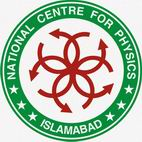 NATIONAL CENTRE FOR PHYSICS
ISLAMABAD